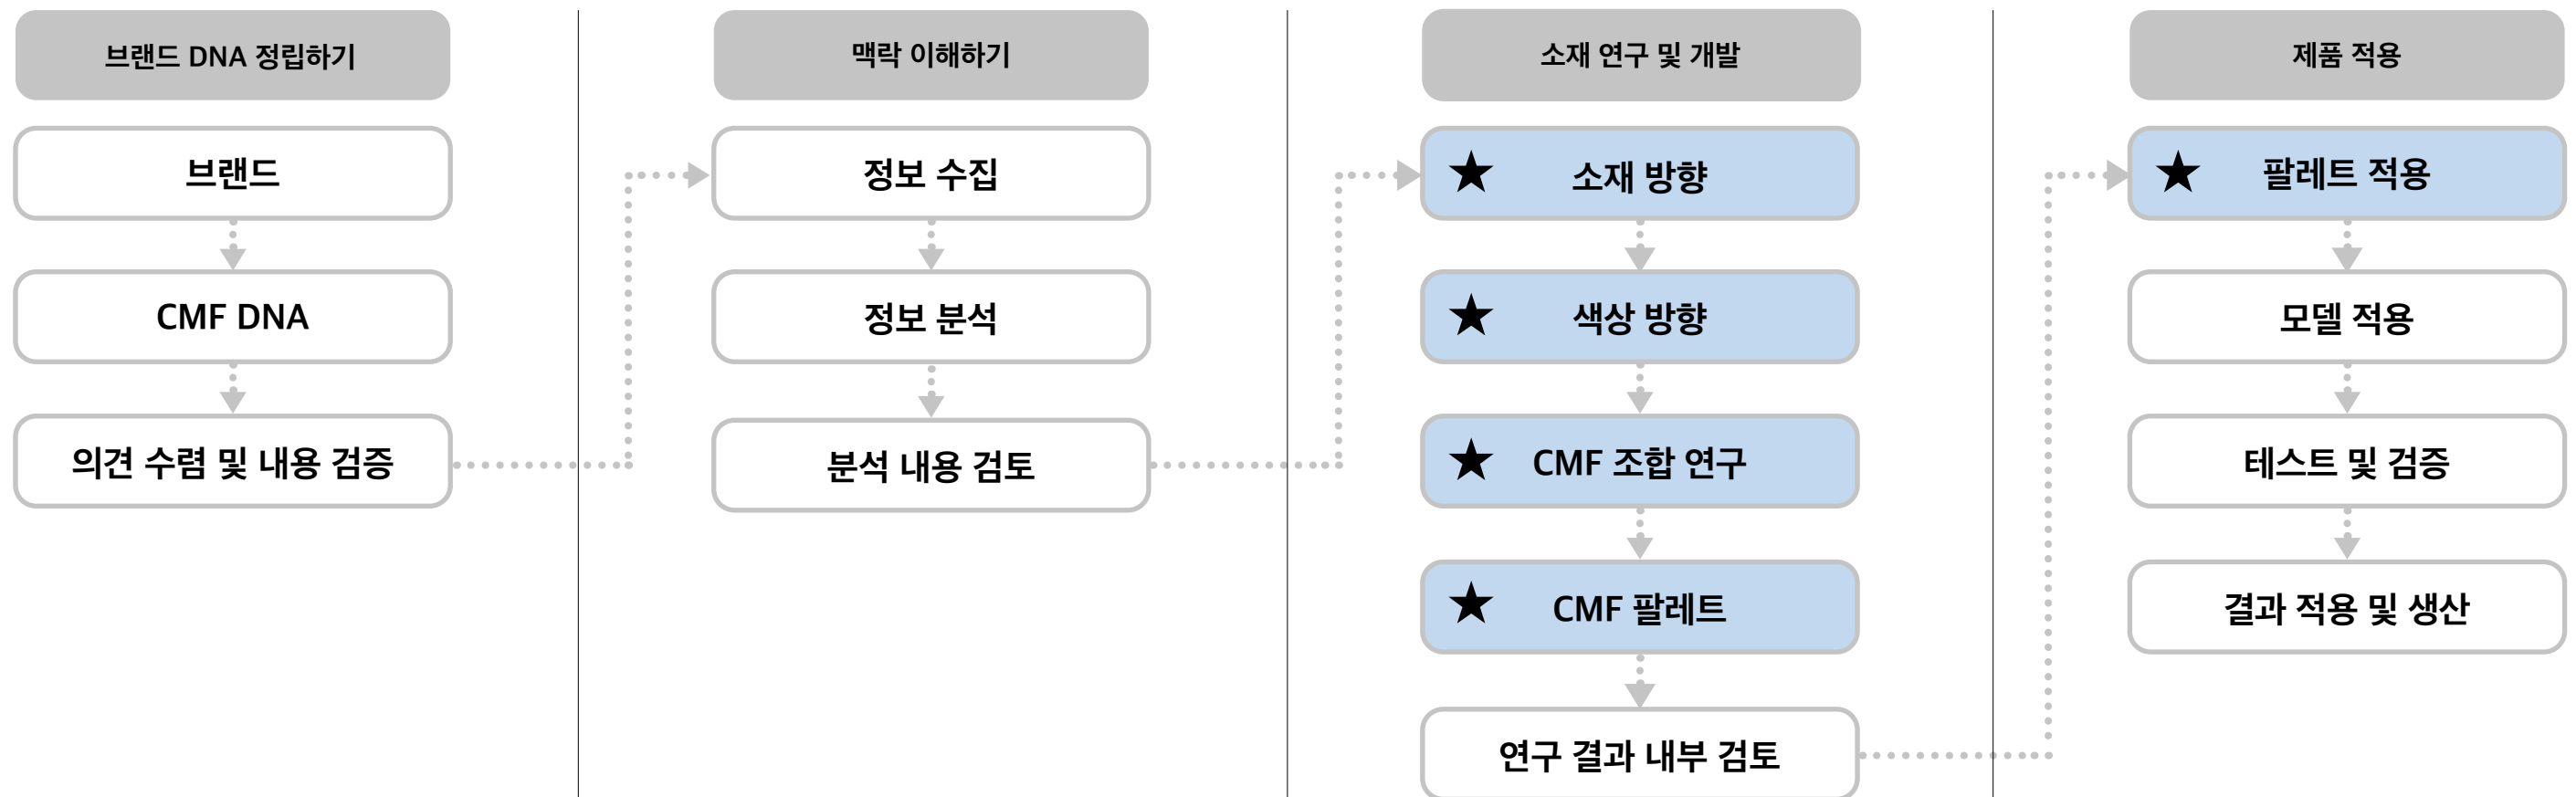 브랜드 DNA 정립하기
브랜드
CMF DNA
의견 수렴 및 내용 검증
맥락 이해하기
정보 수집
정보 분석
분석 내용 검토
소재 연구 및 개발
★ 소재 방향
★ 색상 방향
★ CMF 조합 연구
★ CMF 팔레트
연구 결과 내부 검토
제품 적용
★ 팔레트 적용
모델 적용
테스트 및 검증
결과 적용 및 생산